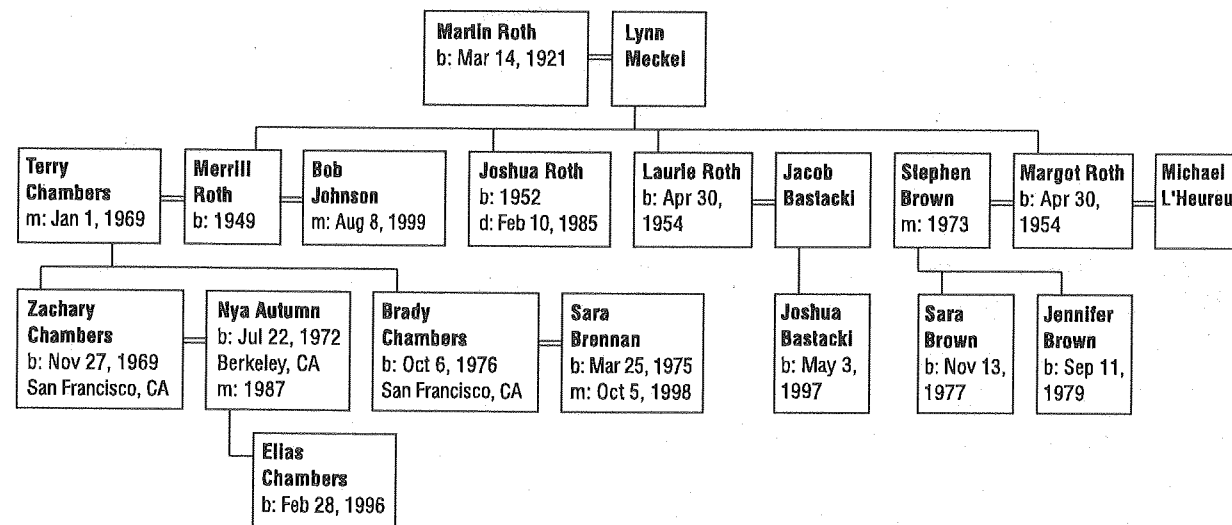 Martin Roth
b: Mar 14, 1921
Lynn
Meckel
Terry
Chambers
m: Jan 1, 1969
Merrill
Roth
b: 1949
Bob
Johnson
m: Aug 8, 1999
Joshua Roth
b: 1952
d: Feb 10, 1985
Laurie Roth
b: Apr 30,
1954
Jacob
Bastacki
Stephen
Brown
m: 1973
Margot Roth
b: Apr 30,
1954
Michael
L'Heureu
Zachary
Chambers
b: Nov 27, 1969
San Francisco, CA
Nya Autumn
b: Jul 22, 1972
Berkeley, CA
m: 1987
Brady
Chambers
b: Oct 6, 1976
San Francisco, CA
Sara
Brennan
b: Mar 25, 1975
m: Oct 5, 1998
Joshua
Bastacki
b: May 3,
1997
Sara
Brown
b: Nov 13,
1977
Jennifer
Brown
b: Sep 11,
1979
Elias
Chambers
b: Feb 28, 1996